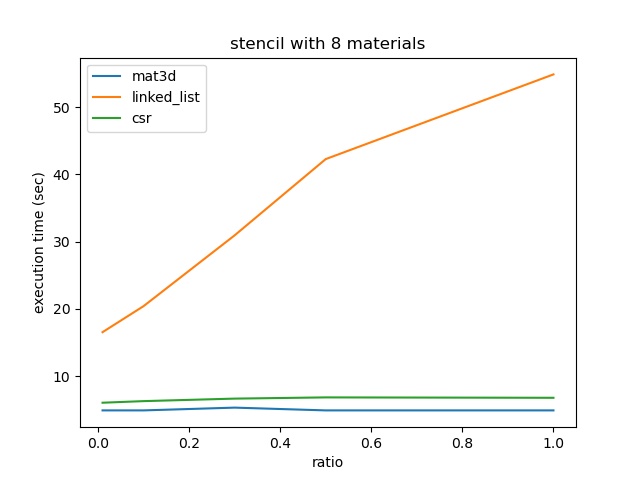 stencil with 8 materials
mat3d
linked_list
csr
execution time (sec)
50
40
30
20
10
0.0 0.2 0.4 0.6 0.8 1.0
ratio